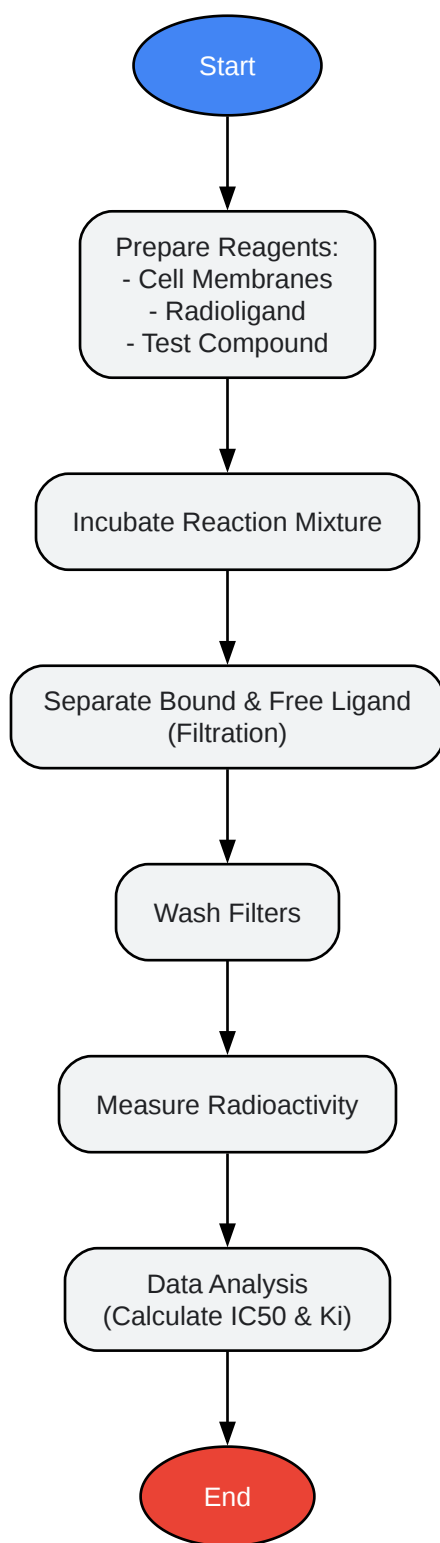 Start
Prepare Reagents:
- Cell Membranes
- Radioligand
- Test Compound
Incubate Reaction Mixture
Separate Bound & Free Ligand
(Filtration)
Wash Filters
Measure Radioactivity
Data Analysis
(Calculate IC50 & Ki)
End